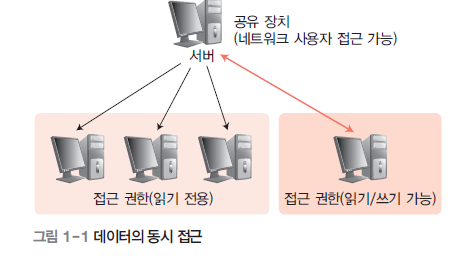 공유 장치
(네트워크 사용자 접근 가능)
서버
접근 권한(읽기 전용)
접근 권한(읽기/쓰기 가능)
그림 1-1 데이터의 동시 접근